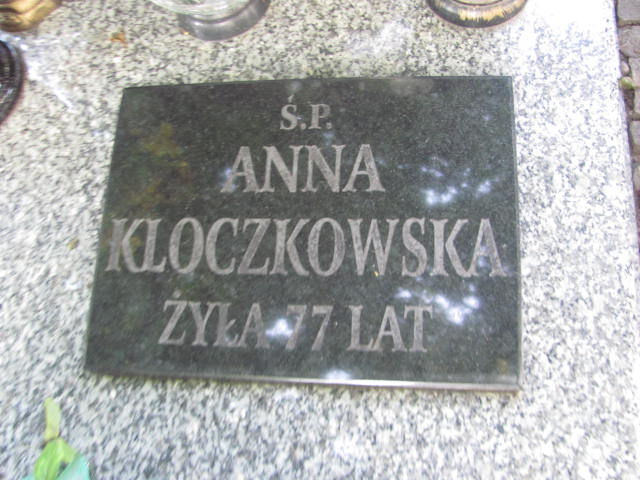 Ś.P.
ANNA
KLOCZKOWSKA
ŻYŁA 77 LAT